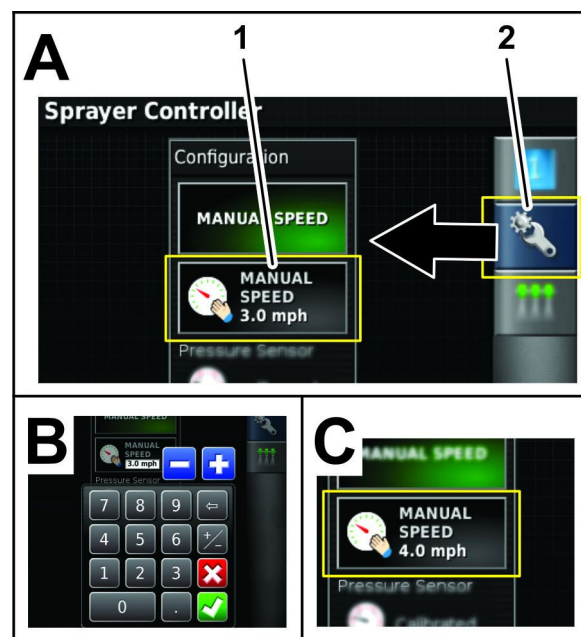 1
2
A
Sprayer Controller
Configuration
MANUAL SPEED
MANUAL
SPEED
3.0 mph
Pressure Sensor
B
MANUAL SPEED
MANUAL
SPEED
3.0 mph
Pressure Sensor
7 8 9
4 5 6 +/−
1 2 3
0 .
C
MANUAL SPEED
MANUAL
SPEED
4.0 mph
Pressure Sensor
Calibrated